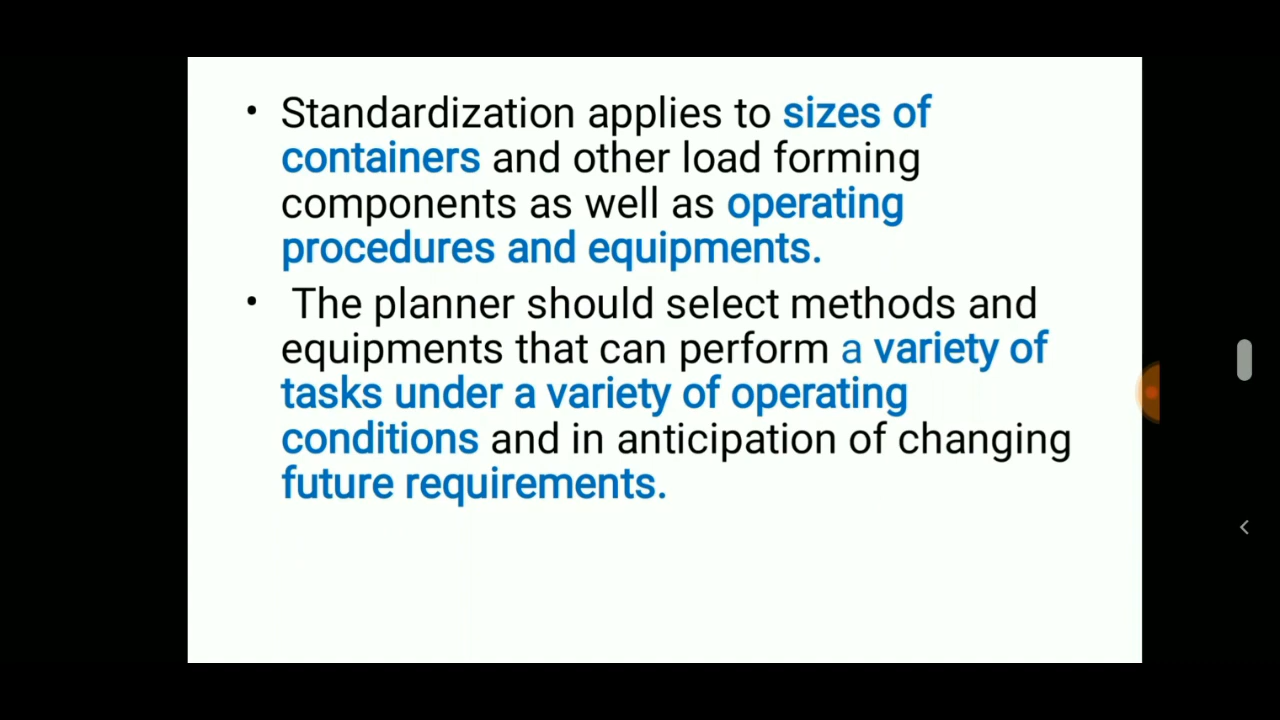 • Standardization applies to sizes of
containers and other load forming
components as well as operating
procedures and equipments.
• The planner should select methods and
equipments that can perform a variety of
tasks under a variety of operating
conditions and in anticipation of changing
future requirements.